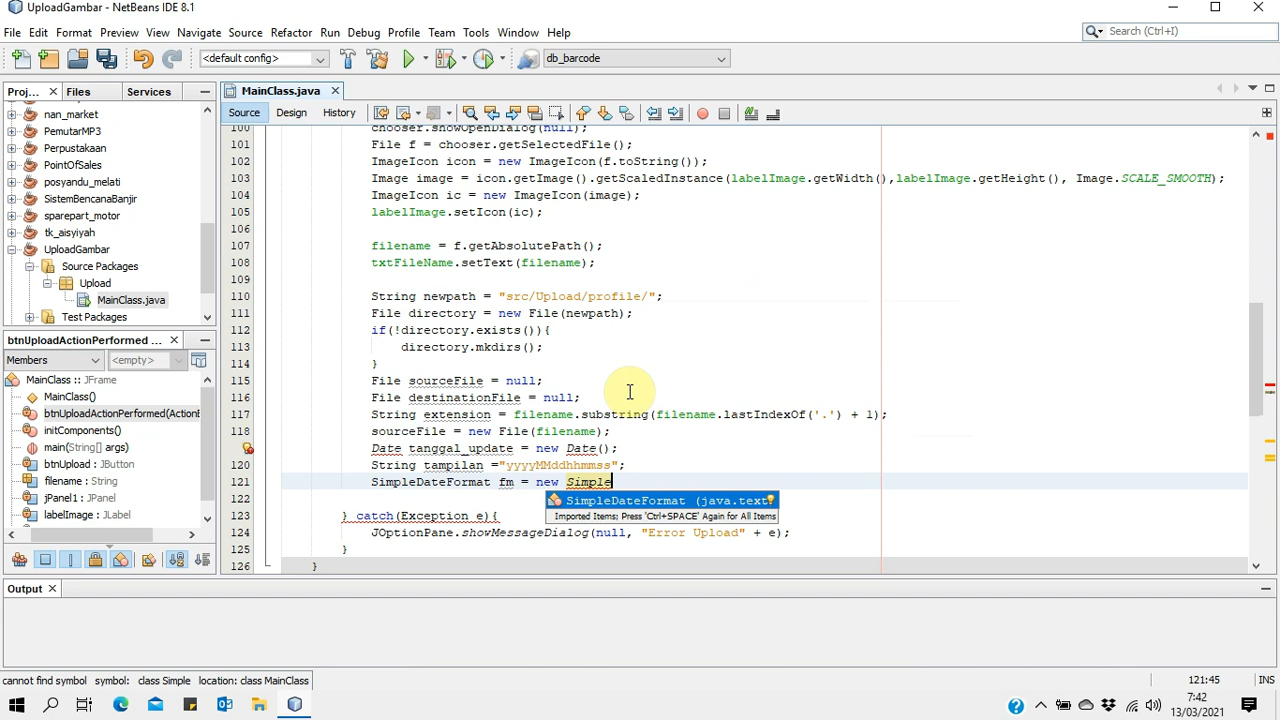 UploadGambar - NetBeans IDE 8.1
File Edit Format Preview View Navigate Source Refactor Run Debug Profile Team Tools Window Help
Search (Ctrl+I)
<default config>
db_barcode
Proj... Files Services
MainClass.java
Source Design History
nan_market
PemutarMP3
Perpustakaan
PointOfSales
posyandu_melati
SistemBencanaBanjir
sparepart_motor
tk_aisyiyah
UploadGambar
Source Packages
Upload
MainClass.java
Test Packages
btnUploadActionPerformed ...
Members
<empty>
MainClass :: JFrame
MainClass()
btnUploadActionPerformed(ActionE
initComponents()
main(String[] args)
btnUpload : JButton
filename : String
jPanel1 : JPanel
labelImage : JLabel
100 chooser.showOpenDialog(null);
101 File f = chooser.getSelectedFile();
102 ImageIcon icon = new ImageIcon(f.toString());
103 Image image = icon.getImage().getScaledInstance(labelImage.getWidth(),labelImage.getHeight(), Image.SCALE_SMOOTH);
104 ImageIcon ic = new ImageIcon(image);
105 labelImage.setIcon(ic);
106
107 filename = f.getAbsolutePath();
108 txtFileName.setText(filename);
109
110 String newpath = "src/Upload/profile/";
111 File directory = new File(newpath);
112 if(!directory.exists()){
113 directory.mkdirs();
114 }
115 File sourceFile = null;
116 File destinationFile = null;
117 String extension = filename.substring(filename.lastIndexOf('.') + 1);
118 sourceFile = new File(filename);
Date tanggal_update = new Date();
120 String tampilan ="yyyyMMddhhmmss";
121 SimpleDateFormat fm = new Simple
SimpleDateFormat (java.text)
122
Imported Items; Press 'Ctrl+SPACE' Again for All Items
123 } catch(Exception e){
124 JOptionPane.showMessageDialog(null, "Error Upload" + e);
125 }
126 }
Output
cannot find symbol symbol: class Simple location: class MainClass
121:45
INS
7:42
13/03/2021